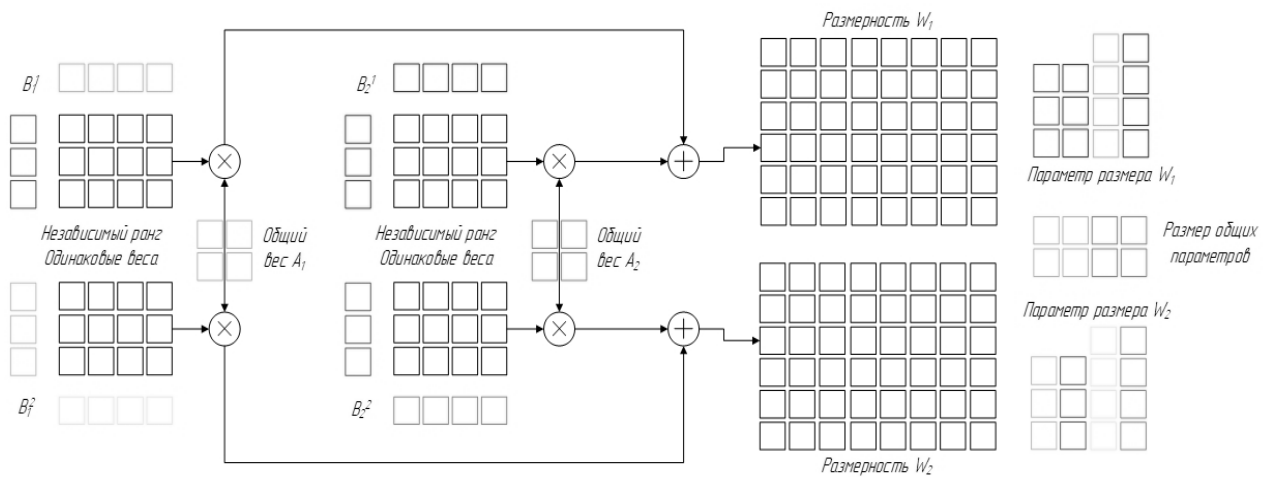 Размерность W₁
B₁¹
B₂¹
Параметр размера W₁
Независимый ранг
Одинаковые веса
Общий
вес A₁
Независимый ранг
Одинаковые веса
Общий
вес A₂
Размер общих
параметров
Параметр размера W₂
B₁²
B₂²
Размерность W₂